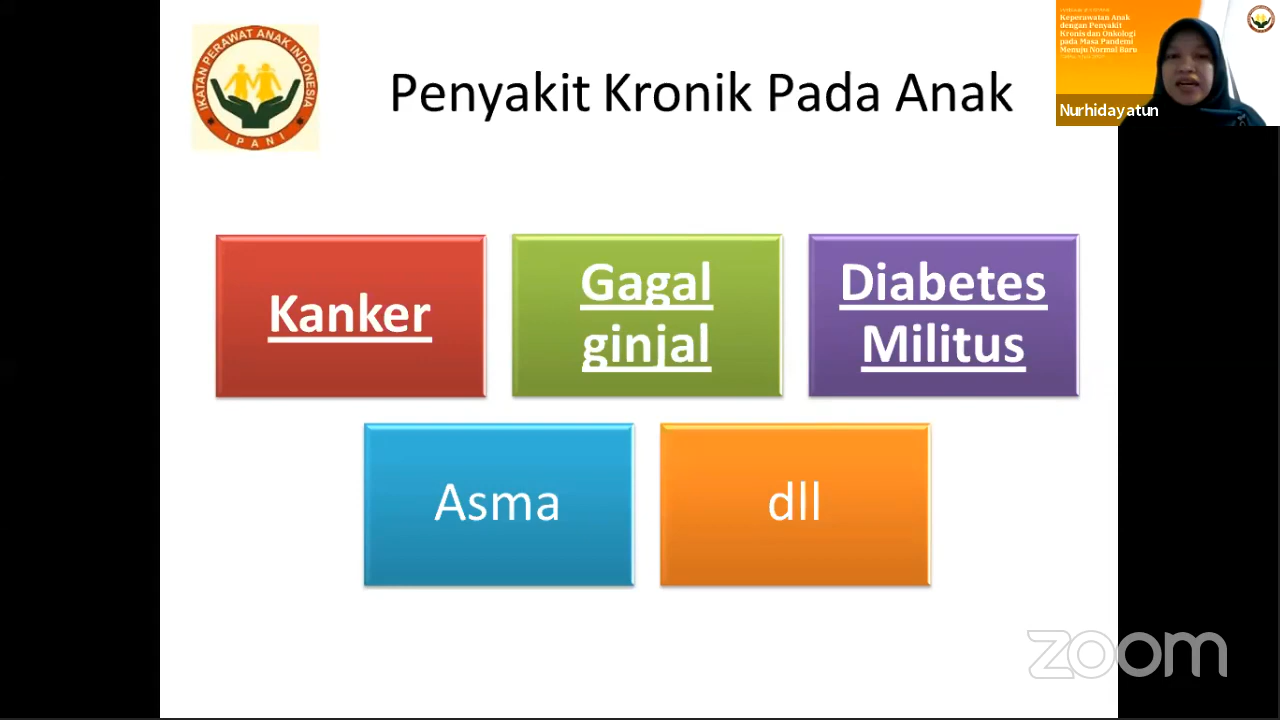 IKATAN PERAWAT ANAK INDONESIA
IPANI
Penyakit Kronik Pada Anak
Keperawatan Anak
dengan Penyakit
Kronis dan Onkologi
pada Masa Pandemi
Menuju Normal Baru
Nurhidayatun
Kanker
Gagal
ginjal
Diabetes
Militus
Asma
dll
zoom